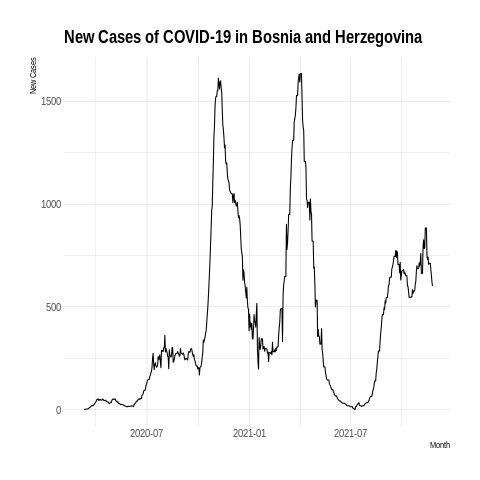 New Cases of COVID-19 in Bosnia and Herzegovina
New Cases
1500
1000
500
0
2020-07 2021-01 2021-07
Month